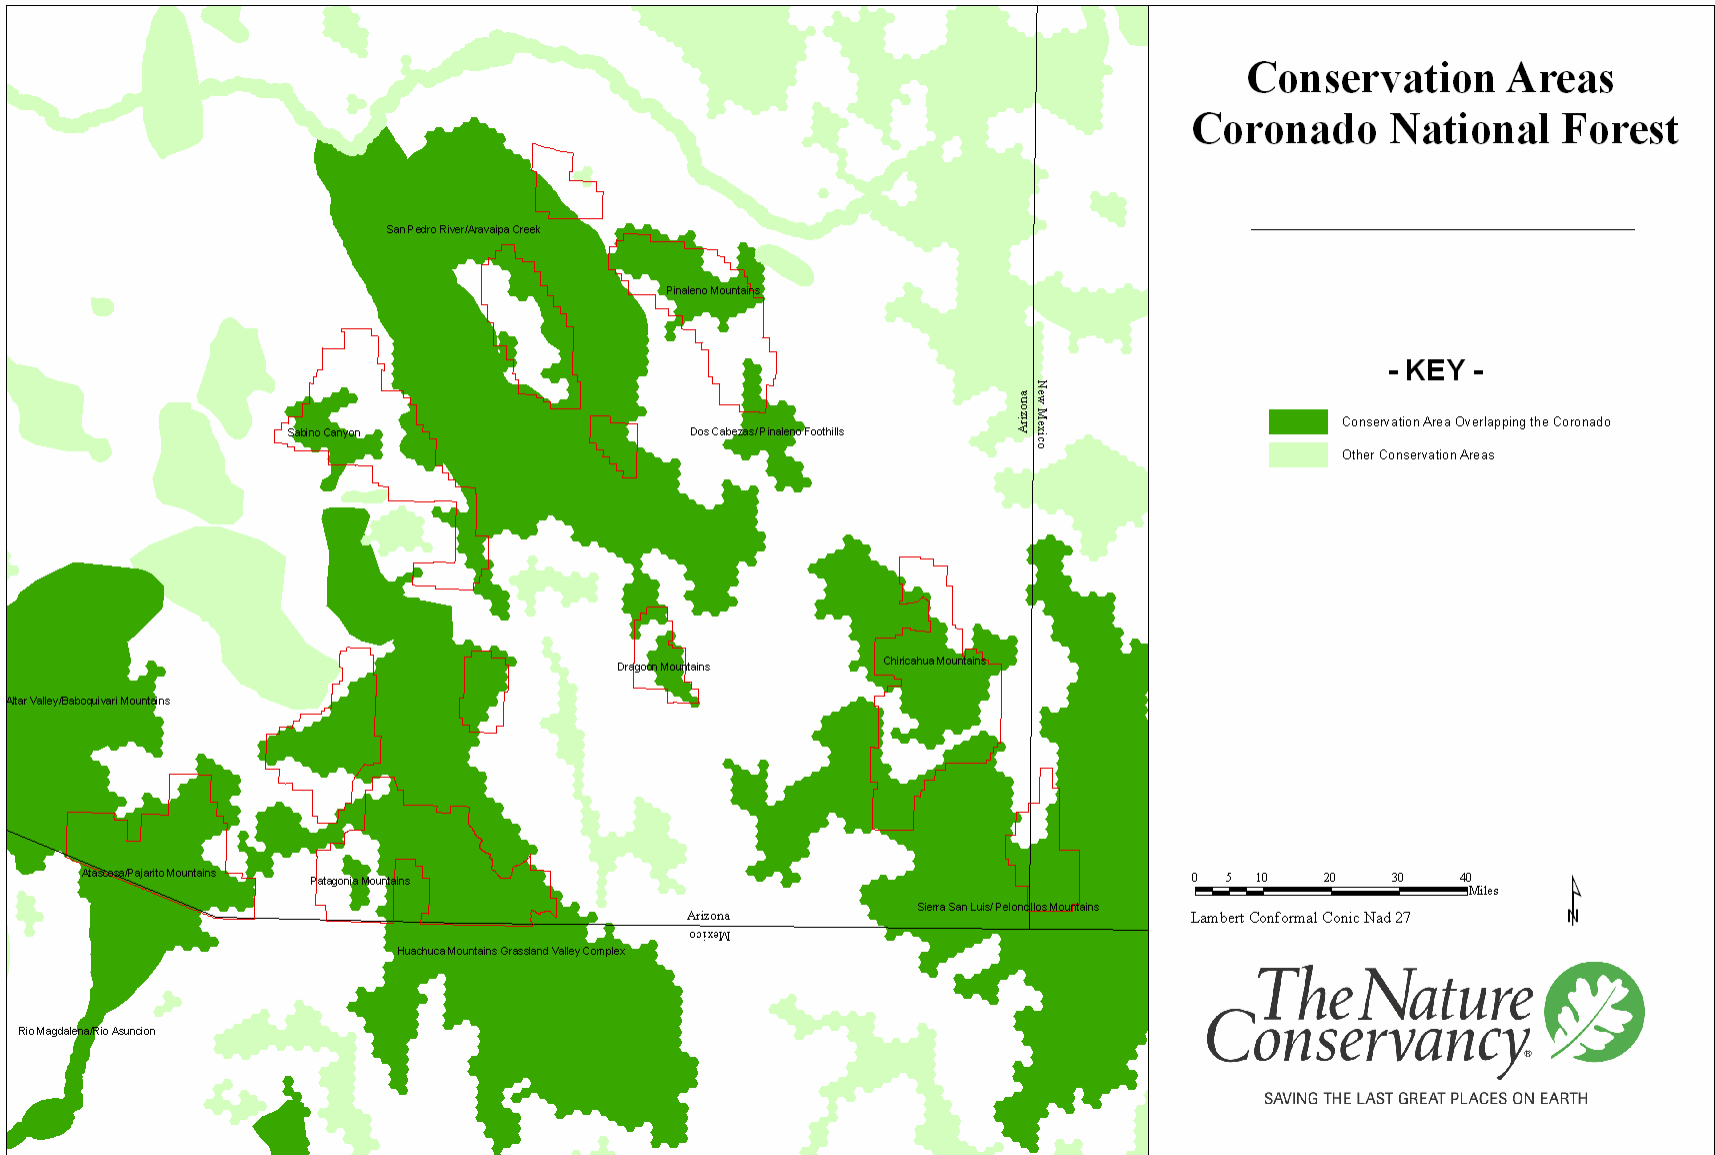 Conservation Areas
Coronado National Forest
San Pedro River/Aravaipa Creek
Pinaleno Mountains
Sabino Canyon
Dos Cabezas/Pinaleno Foothills
Arizona
New Mexico
- KEY -
Conservation Area Overlapping the Coronado
Other Conservation Areas
Dragoon Mountains
Chiricahua Mountains
Altar Valley/Baboquivari Mountains
Atascosa/Pajarito Mountains
Patagonia Mountains
Sierra San Luis/ Peloncillos Mountains
Arizona
Mexico
Huachuca Mountains Grassland Valley Complex
Rio Magdalena/Rio Asuncion
0 5 10 20 30 40
Miles
Lambert Conformal Conic Nad 27
N
The Nature
Conservancy®
SAVING THE LAST GREAT PLACES ON EARTH